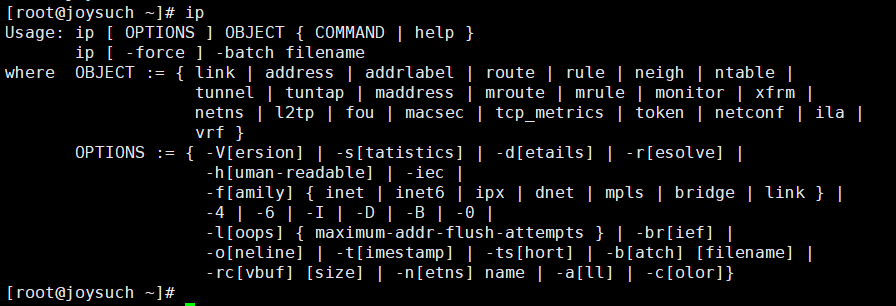 [root@joysuch ~]# ip
Usage: ip [ OPTIONS ] OBJECT { COMMAND | help }
       ip [ -force ] -batch filename
where  OBJECT := { link | address | addrlabel | route | rule | neigh | ntable |
                   tunnel | tuntap | maddress | mroute | mrule | monitor | xfrm |
                   netns | l2tp | fou | macsec | tcp_metrics | token | netconf | ila |
                   vrf }
       OPTIONS := { -V[ersion] | -s[tatistics] | -d[etails] | -r[esolve] |
                    -h[uman-readable] | -iec |
                    -f[amily] { inet | inet6 | ipx | dnet | mpls | bridge | link } |
                    -4 | -6 | -I | -D | -B | -0 |
                    -l[oops] { maximum-addr-flush-attempts } | -br[ief] |
                    -o[neline] | -t[imestamp] | -ts[hort] | -b[atch] [filename] |
                    -rc[vbuf] [size] | -n[etns] name | -a[ll] | -c[olor]}
[root@joysuch ~]#